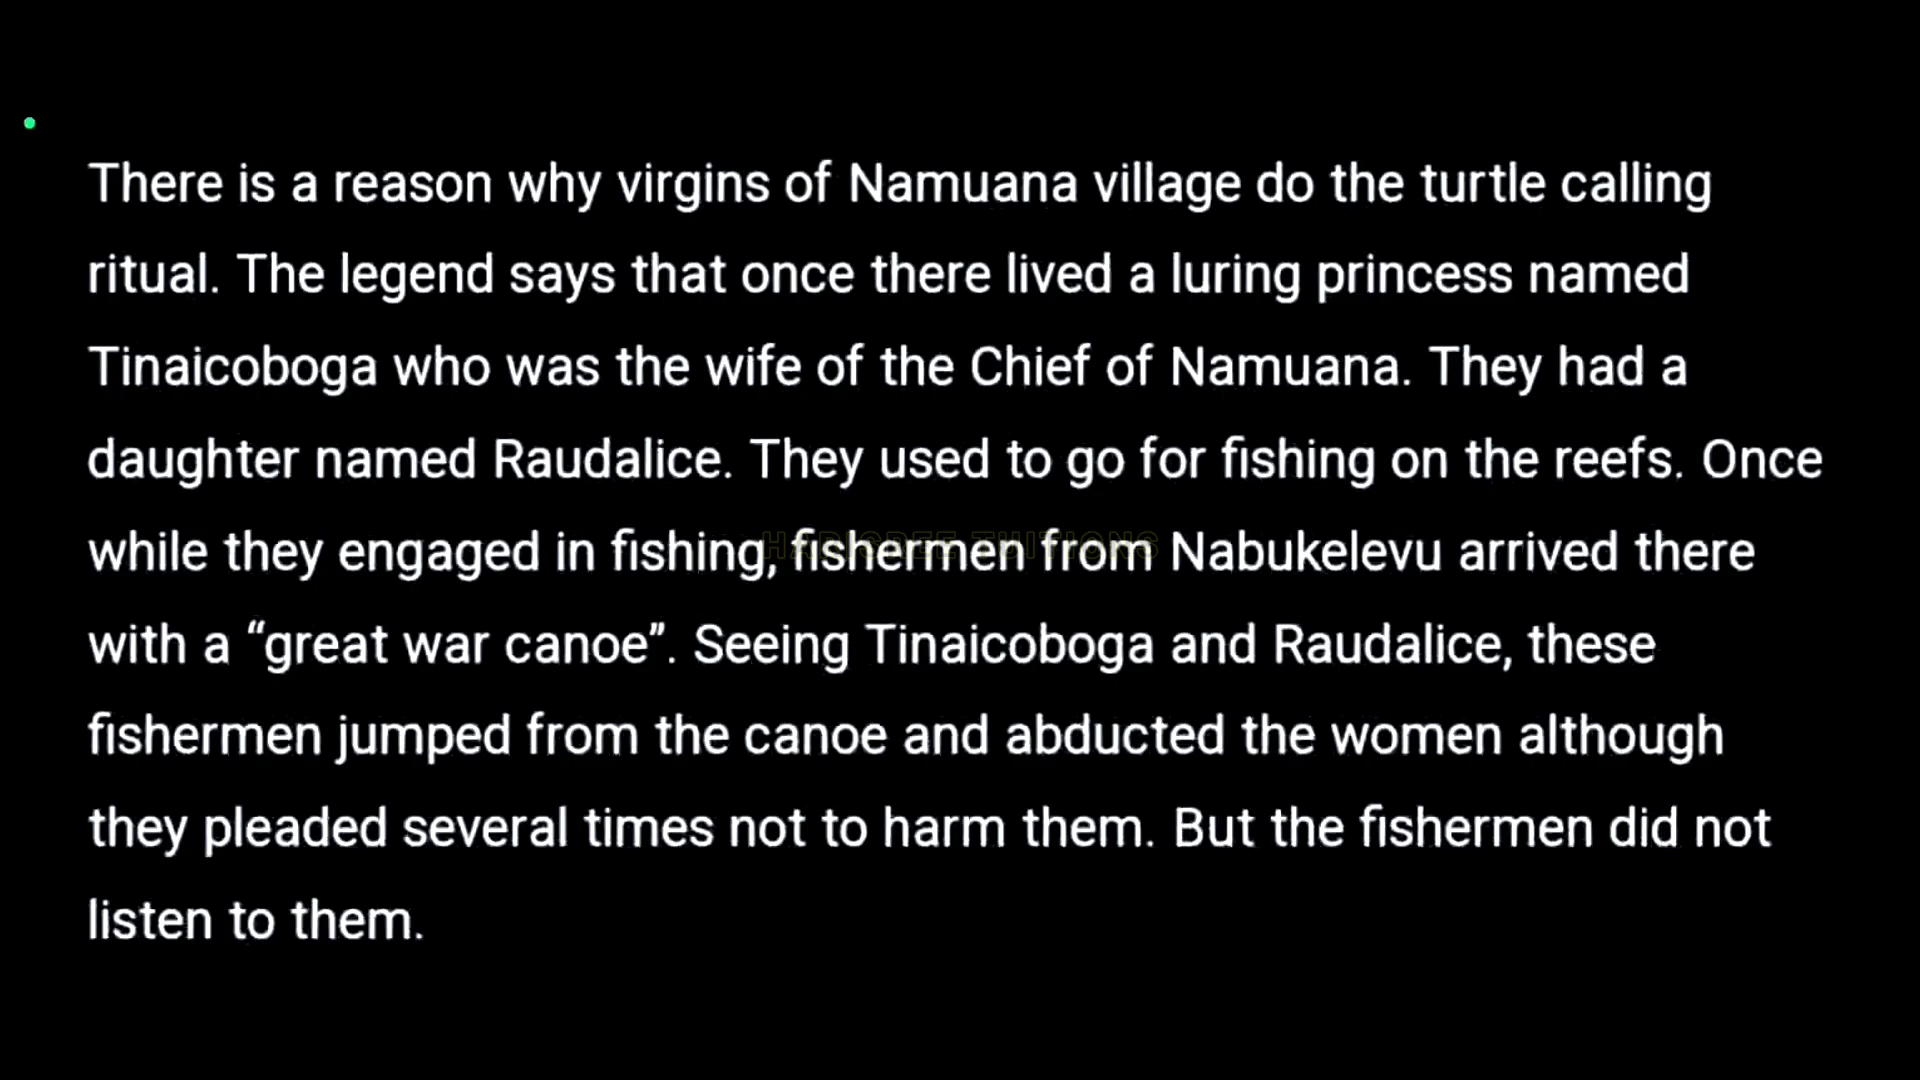 There is a reason why virgins of Namuana village do the turtle calling
ritual. The legend says that once there lived a luring princess named
Tinaicoboga who was the wife of the Chief of Namuana. They had a
daughter named Raudalice. They used to go for fishing on the reefs. Once
while they engaged in fishing, fishermen from Nabukelevu arrived there
with a “great war canoe”. Seeing Tinaicoboga and Raudalice, these
fishermen jumped from the canoe and abducted the women although
they pleaded several times not to harm them. But the fishermen did not
listen to them.
HARISREE TUITIONS